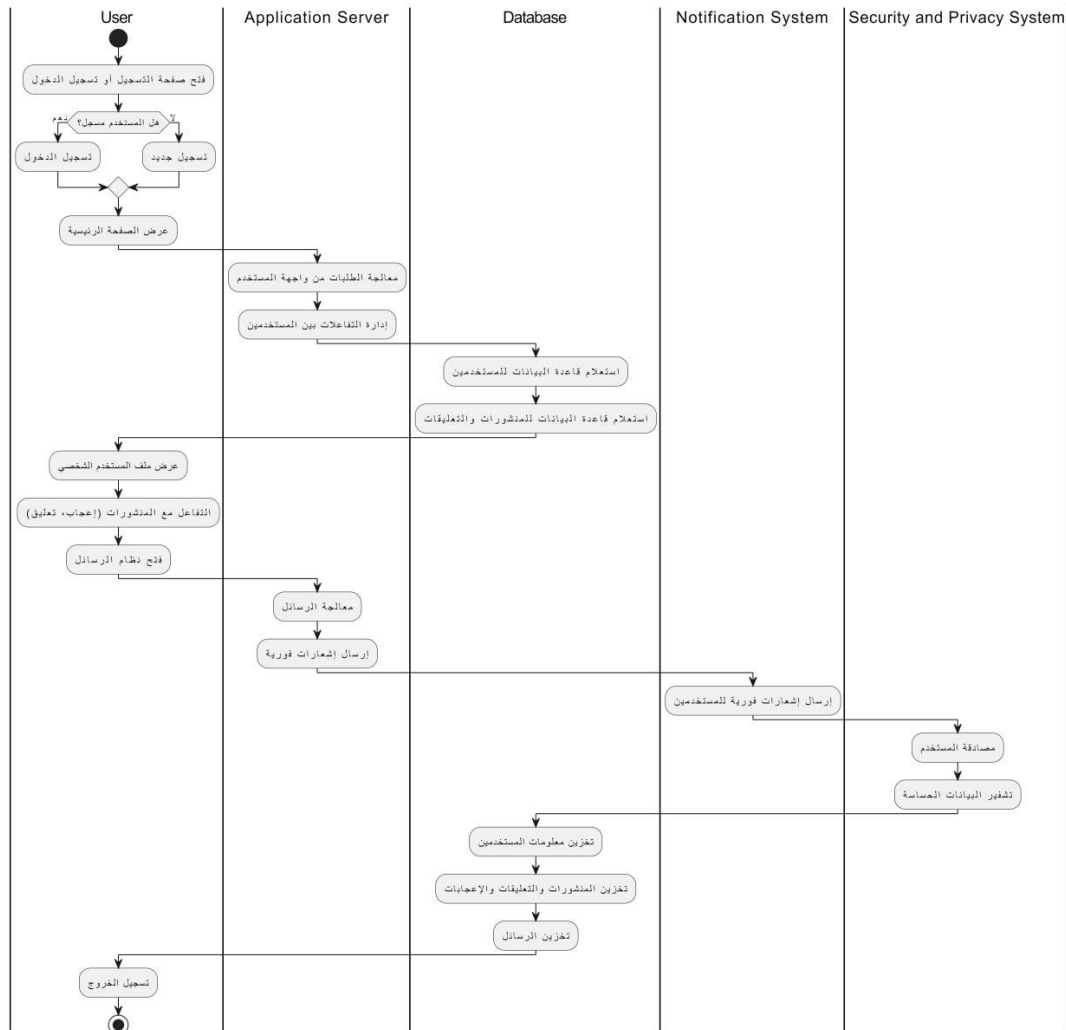 User
Application Server
Database
Notification System
Security and Privacy System
فتح صفحة التسجيل أو تسجيل الدخول
هل المستخدم مسجل؟
نعم
لا
تسجيل الدخول
تسجيل جديد
عرض الصفحة الرئيسية
معالجة الطلبات من واجهة المستخدم
إدارة التفاعلات بين المستخدمين
استعلام قاعدة البيانات للمستخدمين
استعلام قاعدة البيانات للمنشورات والتعليقات
عرض ملف المستخدم الشخصي
التفاعل مع المنشورات (إعجاب، تعليق)
فتح نظام الرسائل
معالجة الرسائل
إرسال إشعارات فورية
إرسال إشعارات فورية للمستخدمين
مصادقة المستخدم
تشفير البيانات الحساسة
تخزين معلومات المستخدمين
تخزين المنشورات والتعليقات والإعجابات
تخزين الرسائل
تسجيل الخروج